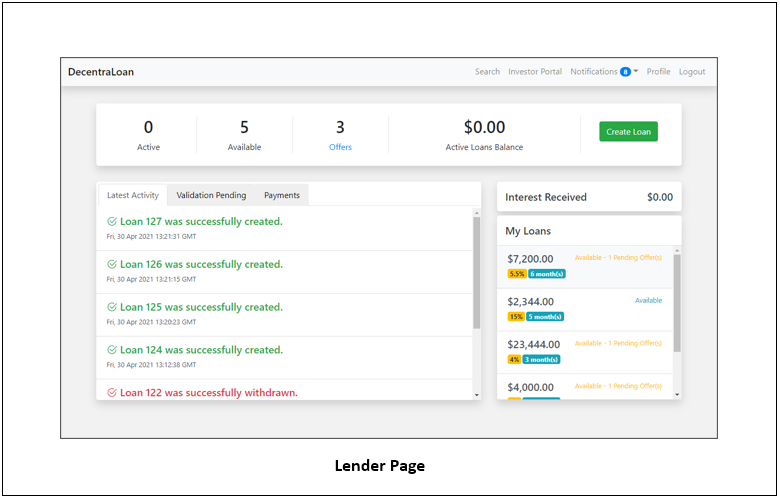 DecentraLoan
Search Investor Portal Notifications 8 Profile Logout
0 5 3 $0.00 Create Loan
Active Available Offers Active Loans Balance
Latest Activity Validation Pending Payments
Loan 127 was successfully created.
Fri, 30 Apr 2021 13:21:31 GMT
Loan 126 was successfully created.
Fri, 30 Apr 2021 13:21:15 GMT
Loan 125 was successfully created.
Fri, 30 Apr 2021 13:20:23 GMT
Loan 124 was successfully created.
Fri, 30 Apr 2021 13:12:38 GMT
Loan 122 was successfully withdrawn.
Interest Received $0.00
My Loans
$7,200.00 Available - 1 Pending Offer(s)
5.5% 6 month(s)
$2,344.00 Available
15% 5 month(s)
$23,444.00 Available - 1 Pending Offer(s)
4% 3 month(s)
$4,000.00 Available - 1 Pending Offer(s)
Lender Page